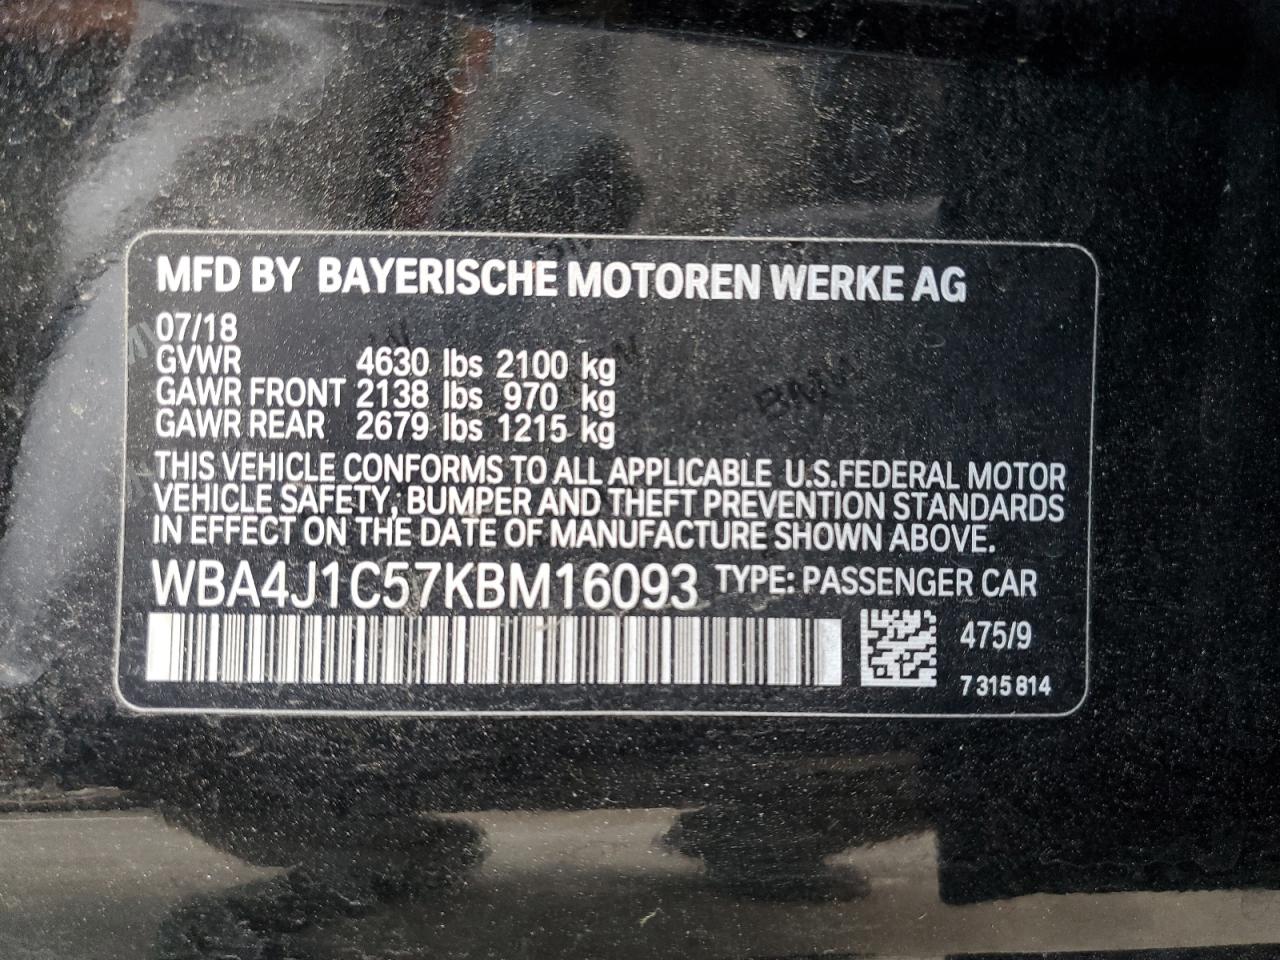 MFD BY BAYERISCHE MOTOREN WERKE AG
07/18
GVWR 4630 lbs 2100 kg
GAWR FRONT 2138 lbs 970 kg
GAWR REAR 2679 lbs 1215 kg
THIS VEHICLE CONFORMS TO ALL APPLICABLE U.S.FEDERAL MOTOR
VEHICLE SAFETY, BUMPER AND THEFT PREVENTION STANDARDS
IN EFFECT ON THE DATE OF MANUFACTURE SHOWN ABOVE.
WBA4J1C57KBM16093 TYPE: PASSENGER CAR
475/9
7 315 814
BMW